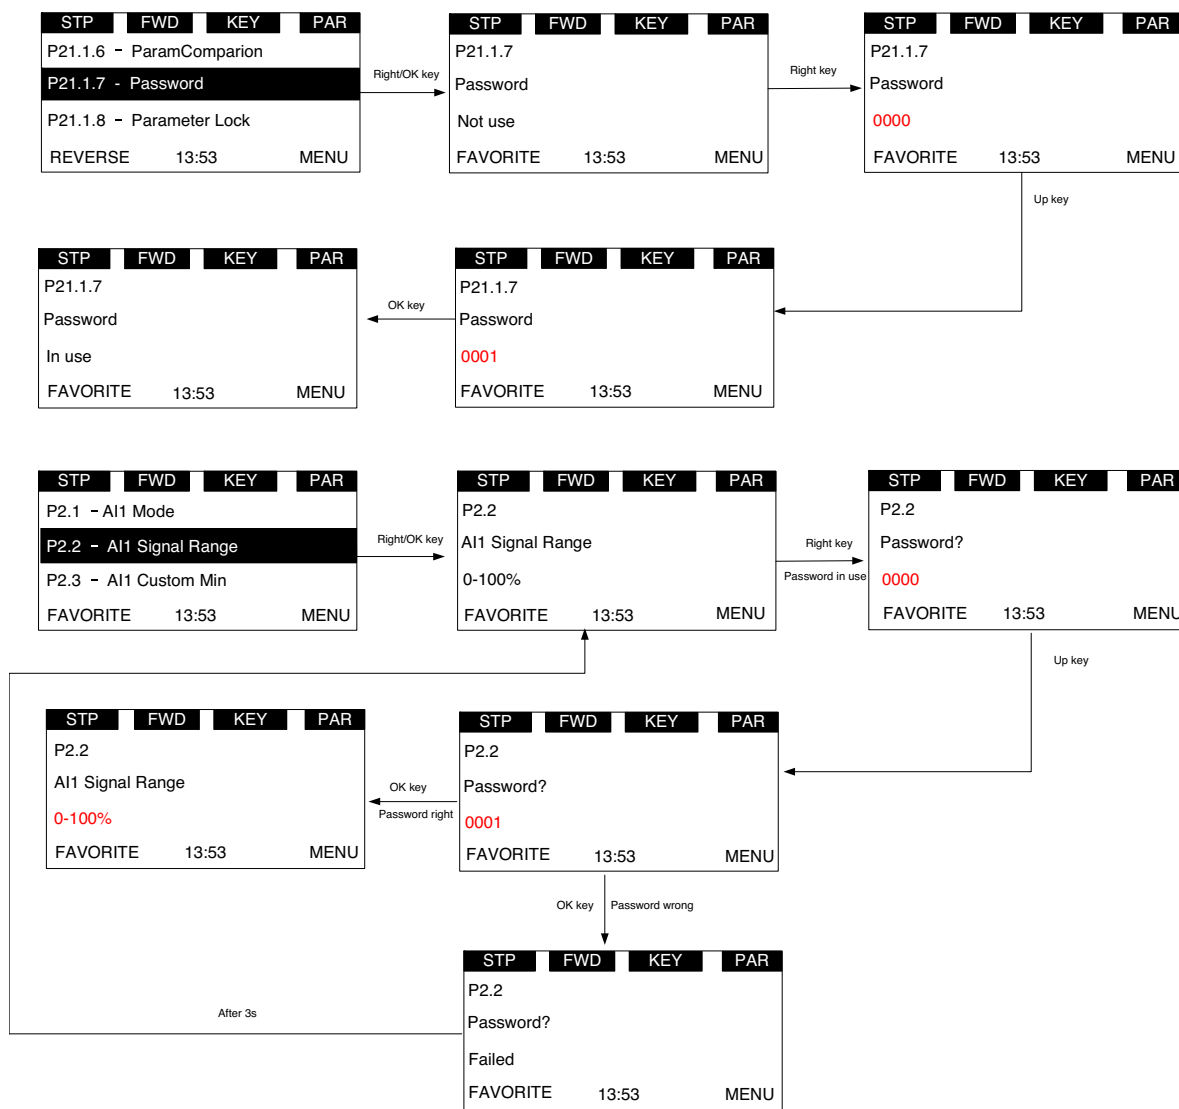 STP FWD KEY PAR
P21.1.6 - ParamComparion
P21.1.7 - Password
P21.1.8 - Parameter Lock
REVERSE 13:53 MENU
Right/OK key
STP FWD KEY PAR
P21.1.7
Password
Not use
FAVORITE 13:53 MENU
Right key
STP FWD KEY PAR
P21.1.7
Password
0000
FAVORITE 13:53 MENU
Up key
STP FWD KEY PAR
P21.1.7
Password
In use
FAVORITE 13:53 MENU
OK key
STP FWD KEY PAR
P21.1.7
Password
0001
FAVORITE 13:53 MENU
STP FWD KEY PAR
P2.1 - AI1 Mode
P2.2 - AI1 Signal Range
P2.3 - AI1 Custom Min
FAVORITE 13:53 MENU
Right/OK key
STP FWD KEY PAR
P2.2
AI1 Signal Range
0-100%
FAVORITE 13:53 MENU
Right key
Password in use
STP FWD KEY PAR
P2.2
Password?
0000
FAVORITE 13:53 MENU
Up key
STP FWD KEY PAR
P2.2
AI1 Signal Range
0-100%
FAVORITE 13:53 MENU
OK key
Password right
STP FWD KEY PAR
P2.2
Password?
0001
FAVORITE 13:53 MENU
OK key Password wrong
STP FWD KEY PAR
P2.2
Password?
Failed
FAVORITE 13:53 MENU
After 3s